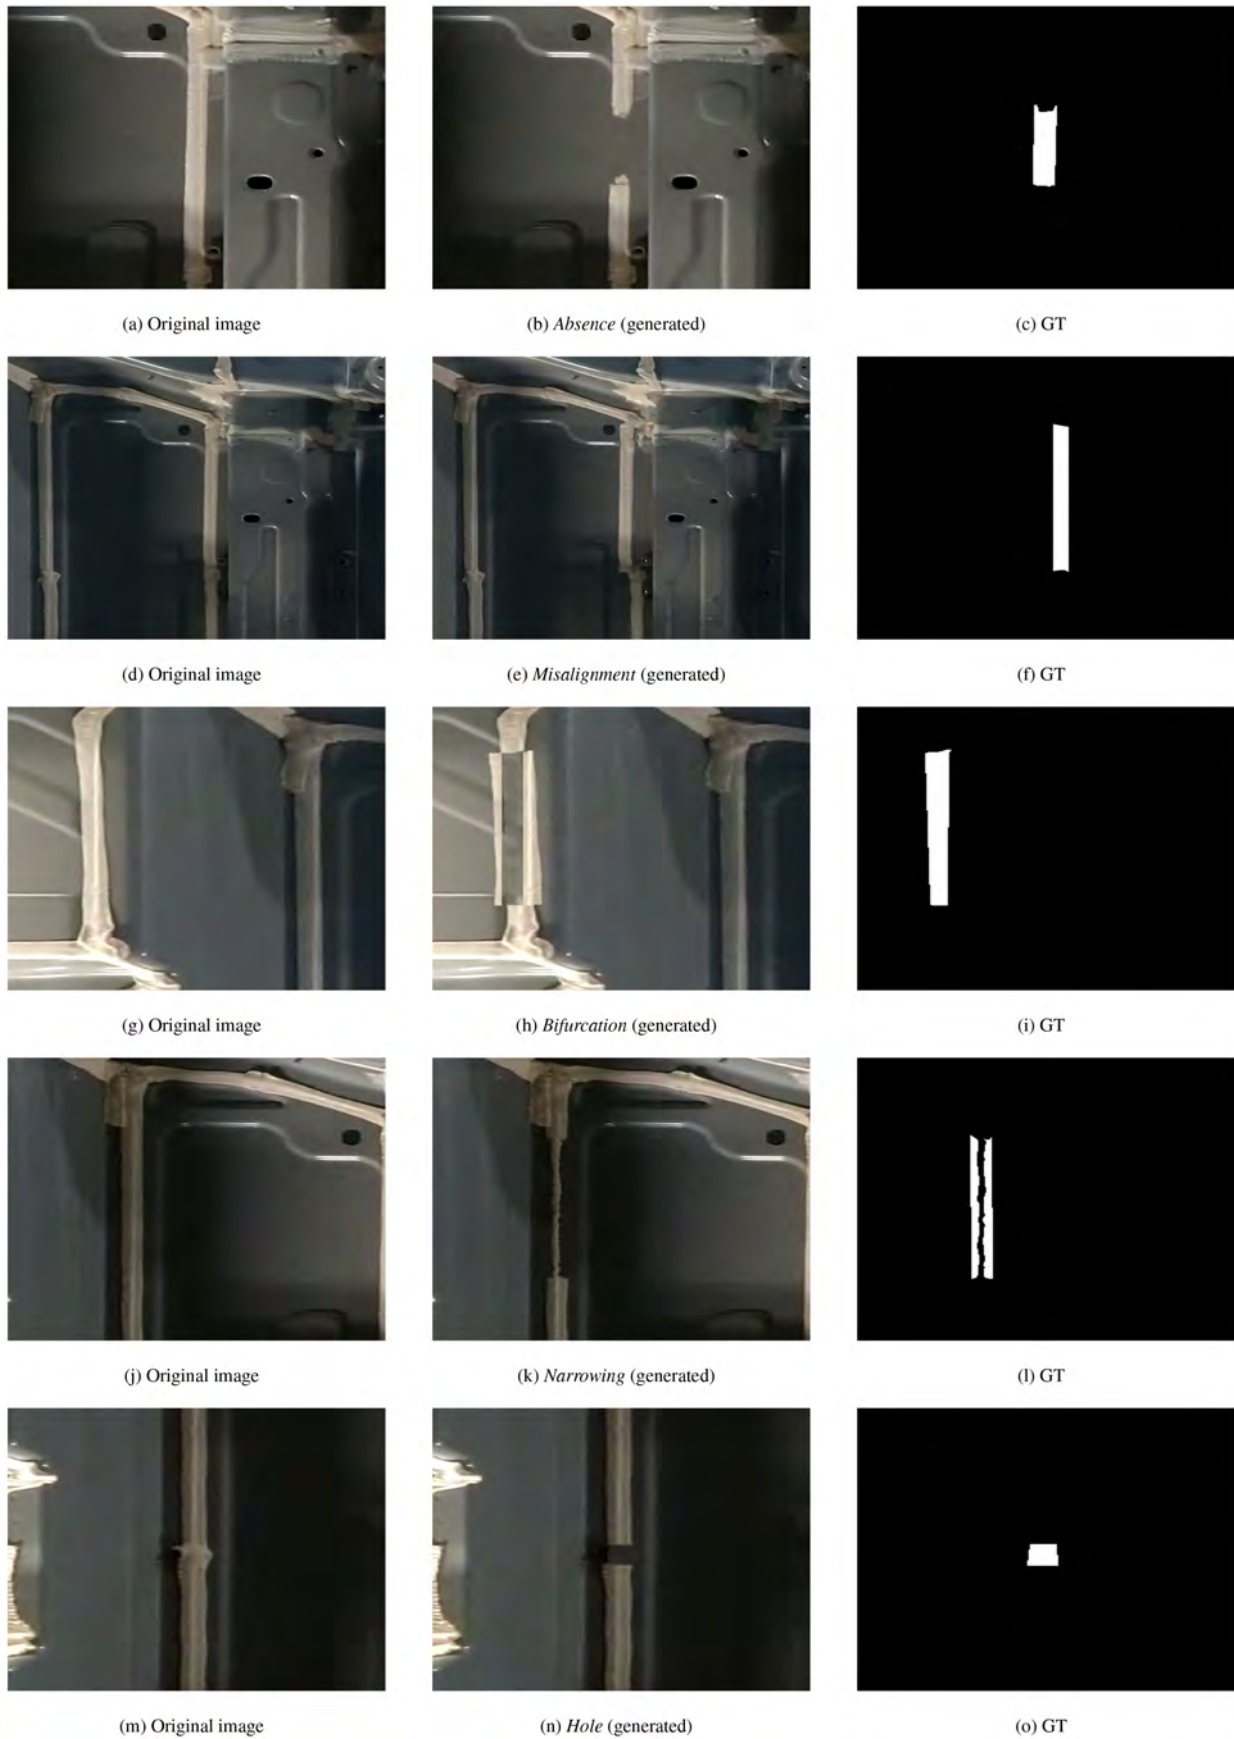 (a) Original image
(b) Absence (generated)
(c) GT
(d) Original image
(e) Misalignment (generated)
(f) GT
(g) Original image
(h) Bifurcation (generated)
(i) GT
(j) Original image
(k) Narrowing (generated)
(l) GT
(m) Original image
(n) Hole (generated)
(o) GT